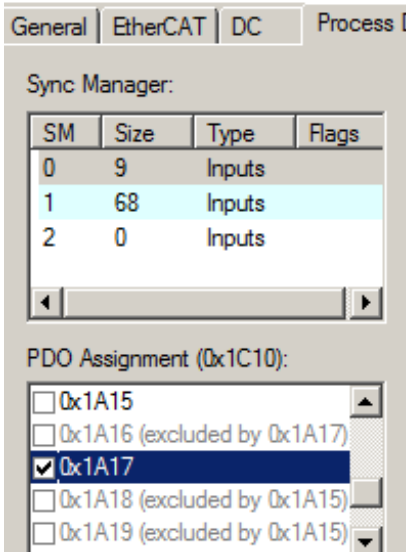 General EtherCAT DC Process
Sync Manager:
SM Size Type Flags
0 9 Inputs
1 68 Inputs
2 0 Inputs
PDO Assignment (0x1C10):
0x1A15
0x1A16 (excluded by 0x1A17)
0x1A17
0x1A18 (excluded by 0x1A15)
0x1A19 (excluded by 0x1A15)